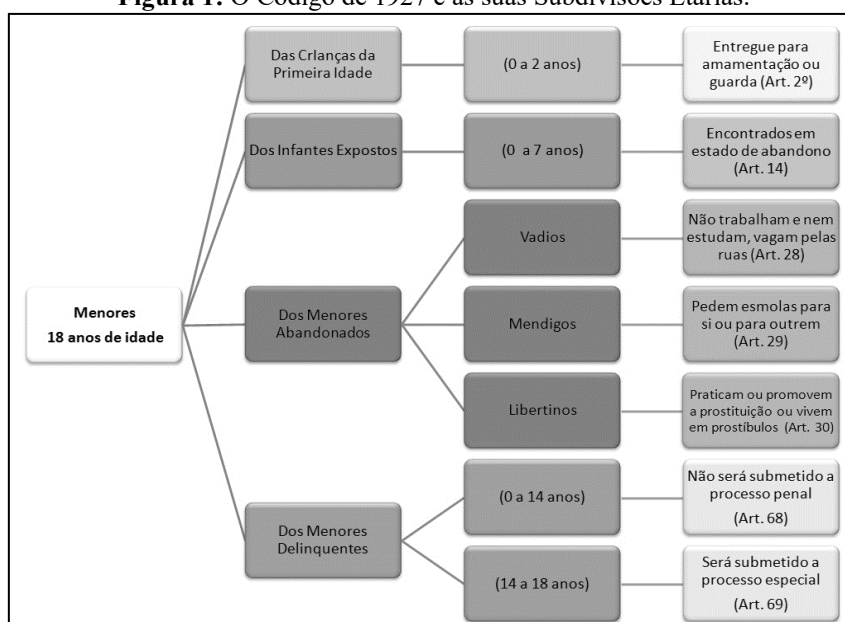 Figura 1: O Código de 1927 e as suas Subdivisões Etárias.
Menores
18 anos de idade
Das CrIanças da
Primeira Idade
(0 a 2 anos)
Entregue para
amamentação ou
guarda (Art. 2º)
Dos Infantes Expostos
(0 a 7 anos)
Encontrados em
estado de abandono
(Art. 14)
Dos Menores
Abandonados
Vadios
Não trabalham e nem
estudam, vagam pelas
ruas (Art. 28)
Mendigos
Pedem esmolas para
si ou para outrem
(Art. 29)
Libertinos
Praticam ou promovem
a prostituição ou vivem
em prostíbulos (Art. 30)
Dos Menores
Delinquentes
(0 a 14 anos)
Não será submetido a
processo penal
(Art. 68)
(14 a 18 anos)
Será submetido a
processo especial
(Art. 69)